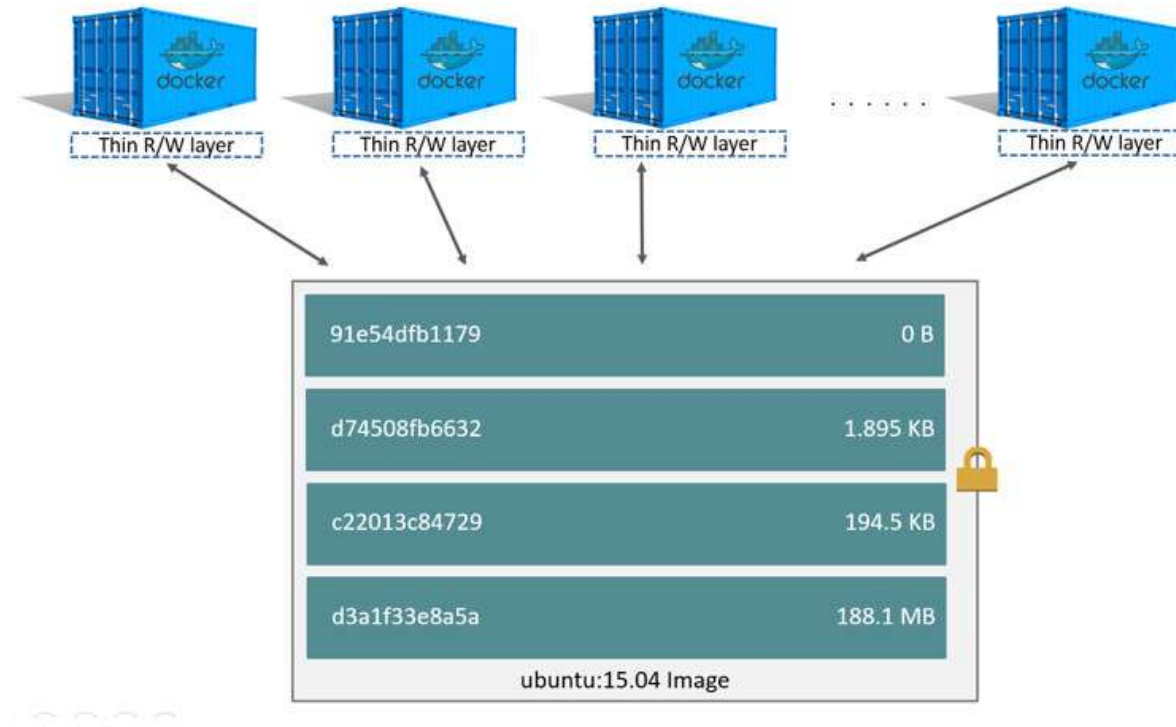 docker docker docker docker
Thin R/W layer Thin R/W layer Thin R/W layer ...... Thin R/W layer
91e54dfb1179 0 B
d74508fb6632 1.895 KB
c22013c84729 194.5 KB
d3a1f33e8a5a 188.1 MB
ubuntu:15.04 Image